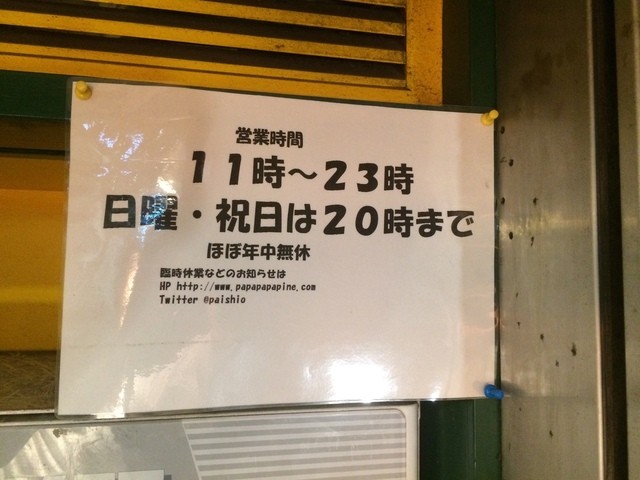 営業時間
１１時～２３時
日曜・祝日は２０時まで
ほぼ年中無休
臨時休業などのお知らせは
HP http://www.papapapapine.com
Twitter @paishio